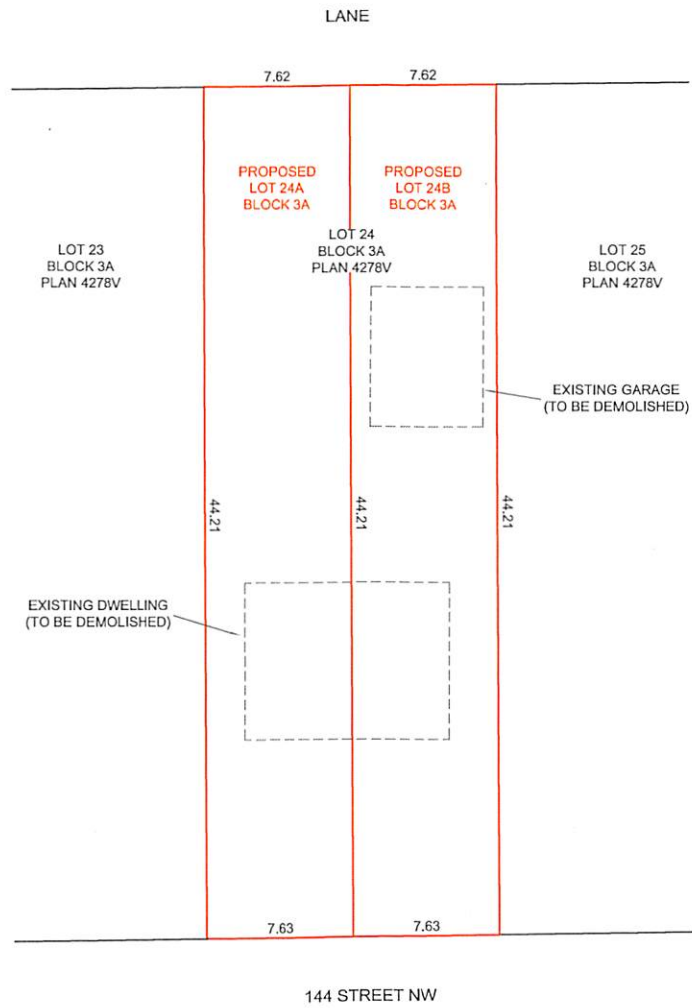 LANE
7.62
7.62
PROPOSED
LOT 24A
BLOCK 3A
PROPOSED
LOT 24B
BLOCK 3A
LOT 23
BLOCK 3A
PLAN 4278V
LOT 24
BLOCK 3A
PLAN 4278V
LOT 25
BLOCK 3A
PLAN 4278V
EXISTING GARAGE
(TO BE DEMOLISHED)
44.21
44.21
44.21
EXISTING DWELLING
(TO BE DEMOLISHED)
7.63
7.63
144 STREET NW